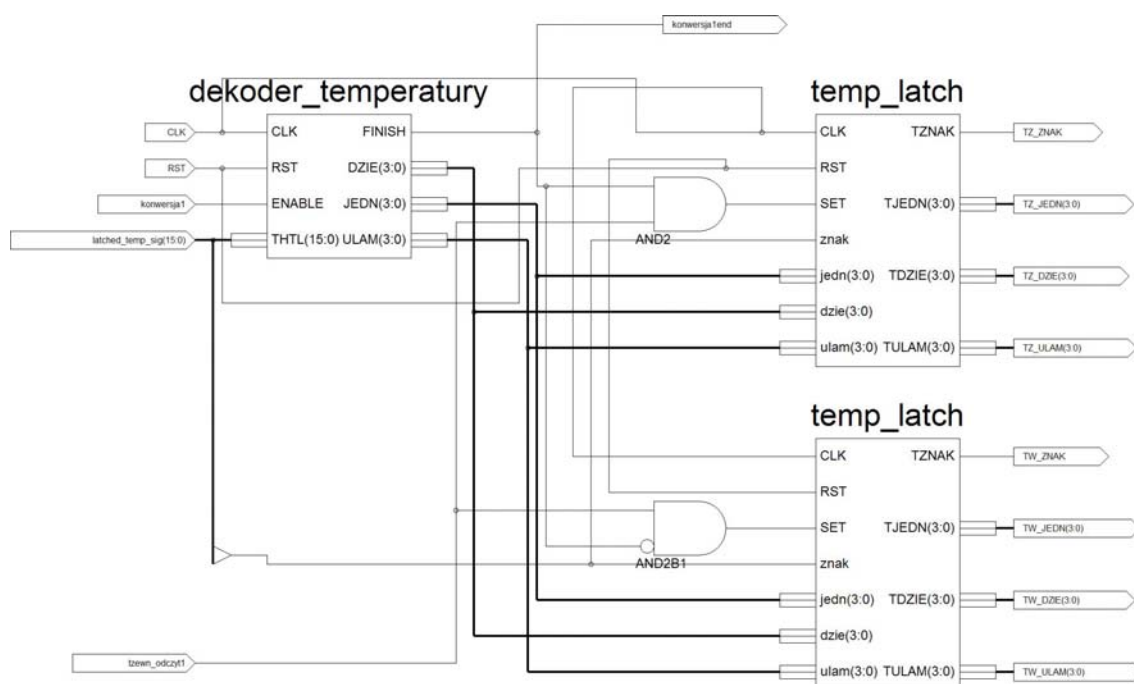 konwersja1end
dekoder_temperatury
temp_latch
CLK
CLK
FINISH
CLK
TZNAK
TZ_ZNAK
RST
RST
DZIE(3:0)
RST
konwersja1
ENABLE
JEDN(3:0)
SET
TJEDN(3:0)
TZ_JEDN(3:0)
AND2
latched_temp_sig(15:0)
THTL(15:0)
ULAM(3:0)
znak
jedn(3:0)
TDZIE(3:0)
TZ_DZIE(3:0)
dzie(3:0)
ulam(3:0)
TULAM(3:0)
TZ_ULAM(3:0)
temp_latch
CLK
TZNAK
TW_ZNAK
RST
SET
TJEDN(3:0)
TW_JEDN(3:0)
AND2B1
znak
jedn(3:0)
TDZIE(3:0)
TW_DZIE(3:0)
dzie(3:0)
tzewn_odczyt1
ulam(3:0)
TULAM(3:0)
TW_ULAM(3:0)